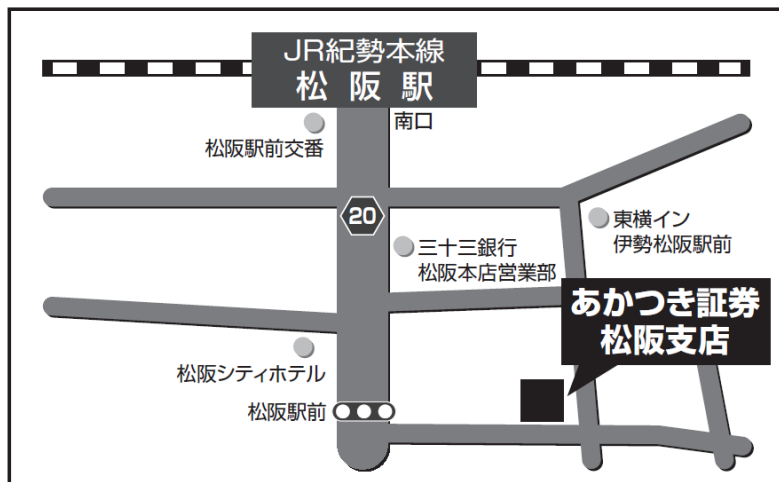 JR紀勢本線
松阪駅
南口
松阪駅前交番
20
東横イン
伊勢松阪駅前
三十三銀行
松阪本店営業部
あかつき証券
松阪支店
松阪シティホテル
松阪駅前